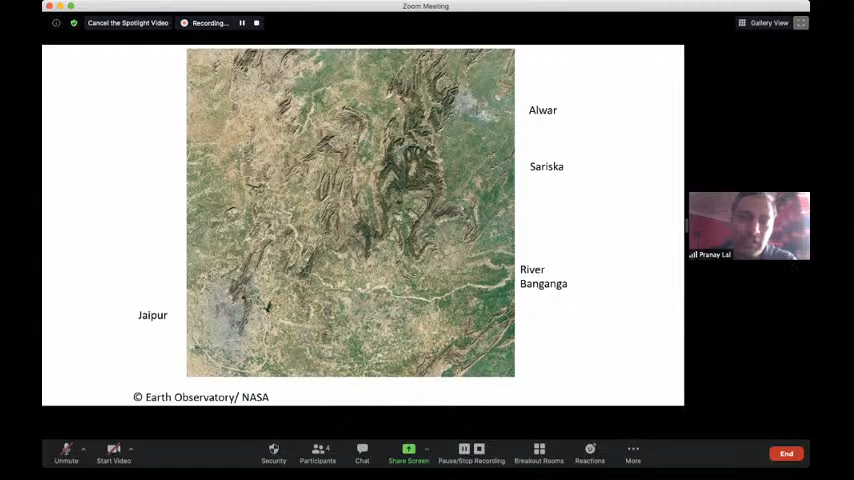 Zoom Meeting
Cancel the Spotlight Video
Recording...
Gallery View
Alwar
Sariska
River
Banganga
Pranay Lal
Jaipur
© Earth Observatory/ NASA
4
Unmute
Start Video
Security
Participants
Chat
Share Screen
Pause/Stop Recording
Breakout Rooms
Reactions
More
End